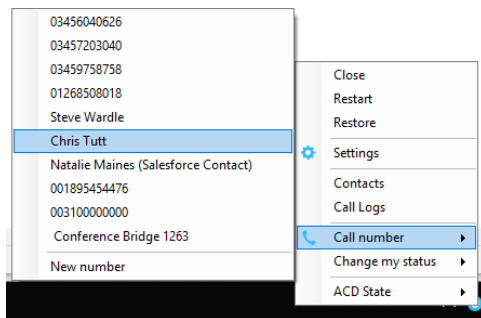 03456040626
03457203040
03459758758
01268508018
Steve Wardle
Chris Tutt
Natalie Maines (Salesforce Contact)
001895454476
003100000000
Conference Bridge 1263
New number
Close
Restart
Restore
Settings
Contacts
Call Logs
Call number
Change my status
ACD State